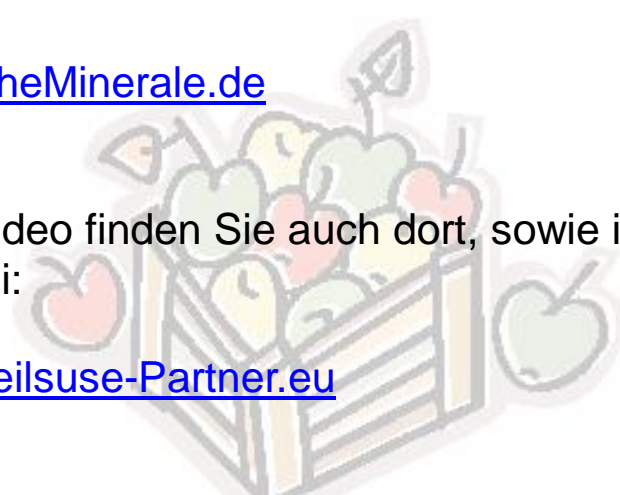 heMinerale.de
deo finden Sie auch dort, sowie i
i:
eilsuse-Partner.eu